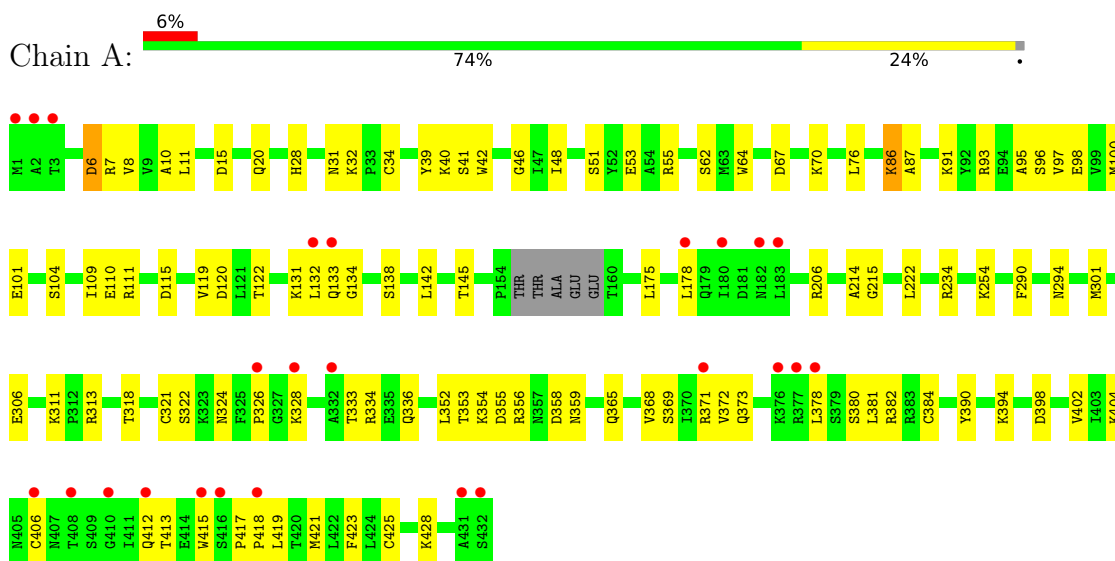 6%
Chain A:
74% 24% •
M1 A2 T3 D6 R7 V8 V9 A10 L11 D15 Q20 H28 N31 K32 P33 C34 Y39 K40 S41 W42 G46 I47 I48 S51 Y52 E53 A54 R55 S62 M63 W64 D67 K70 L76 K86 A87 K91 Y92 R93 E94 A95 S96 V97 E98 V99 M100
E101 S104 I109 E110 R111 D115 V119 D120 L121 T122 K131 L132 Q133 G134 S138 L142 T145 P154 THR THR ALA GLU GLU T160 L175 L178 Q179 I180 D181 N182 L183 R206 A214 G215 L222 R234 K254 F290 N294 M301
E306 K311 P312 R313 T318 C321 S322 K323 N324 F325 P326 G327 K328 A332 T333 R334 E335 Q336 L352 T353 K354 D355 R356 N357 D358 N359 Q365 V368 S369 I370 R371 V372 Q373 K376 R377 L378 S379 S380 L381 R382 R383 C384 Y390 K394 D398 V402 I403 K404
N405 C406 N407 T408 S409 G410 I411 Q412 T413 E414 W415 S416 P417 P418 L419 T420 M421 L422 F423 L424 C425 K428 A431 S432